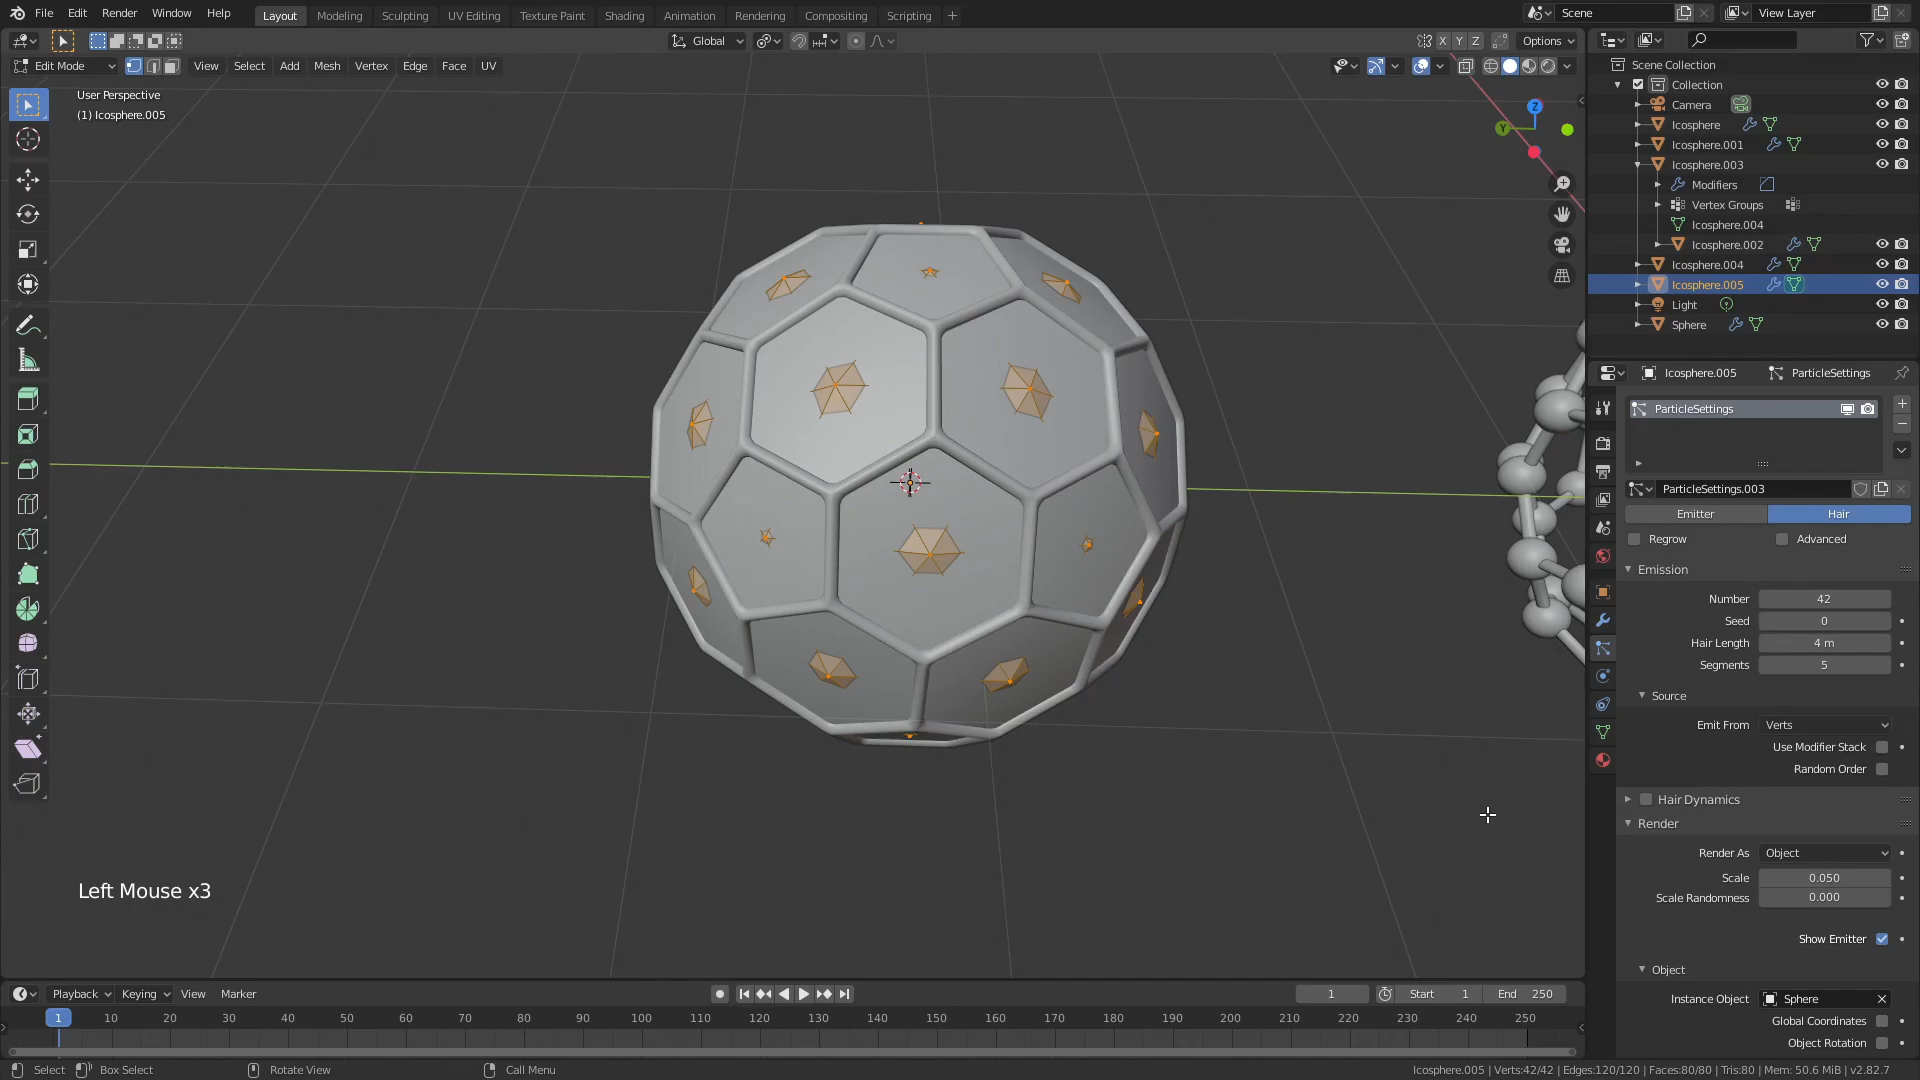 File Edit Render Window Help
Layout Modeling Sculpting UV Editing Texture Paint Shading Animation Rendering Compositing Scripting +
Scene
View Layer
Global
X Y Z
Options
Edit Mode
View Select Add Mesh Vertex Edge Face UV
User Perspective
(1) Icosphere.005
Z
Y
Scene Collection
Collection
Camera
Icosphere
Icosphere.001
Icosphere.003
Modifiers
Vertex Groups
Icosphere.004
Icosphere.002
Icosphere.004
Icosphere.005
Light
Sphere
Icosphere.005 ParticleSettings
ParticleSettings
ParticleSettings.003
Emitter Hair
Regrow Advanced
Emission
Number 42
Seed 0
Hair Length 4 m
Segments 5
Source
Emit From Verts
Use Modifier Stack
Random Order
Hair Dynamics
Render
Render As Object
Scale 0.050
Scale Randomness 0.000
Show Emitter
Object
Instance Object Sphere
Global Coordinates
Object Rotation
Left Mouse x3
Playback Keying View Marker
1 Start 1 End 250
1 10 20 30 40 50 60 70 80 90 100 110 120 130 140 150 160 170 180 190 200 210 220 230 240 250
Select Box Select Rotate View Call Menu
Icosphere.005 | Verts:42/42 | Edges:120/120 | Faces:80/80 | Tris:80 | Mem: 50.6 MiB | v2.82.7